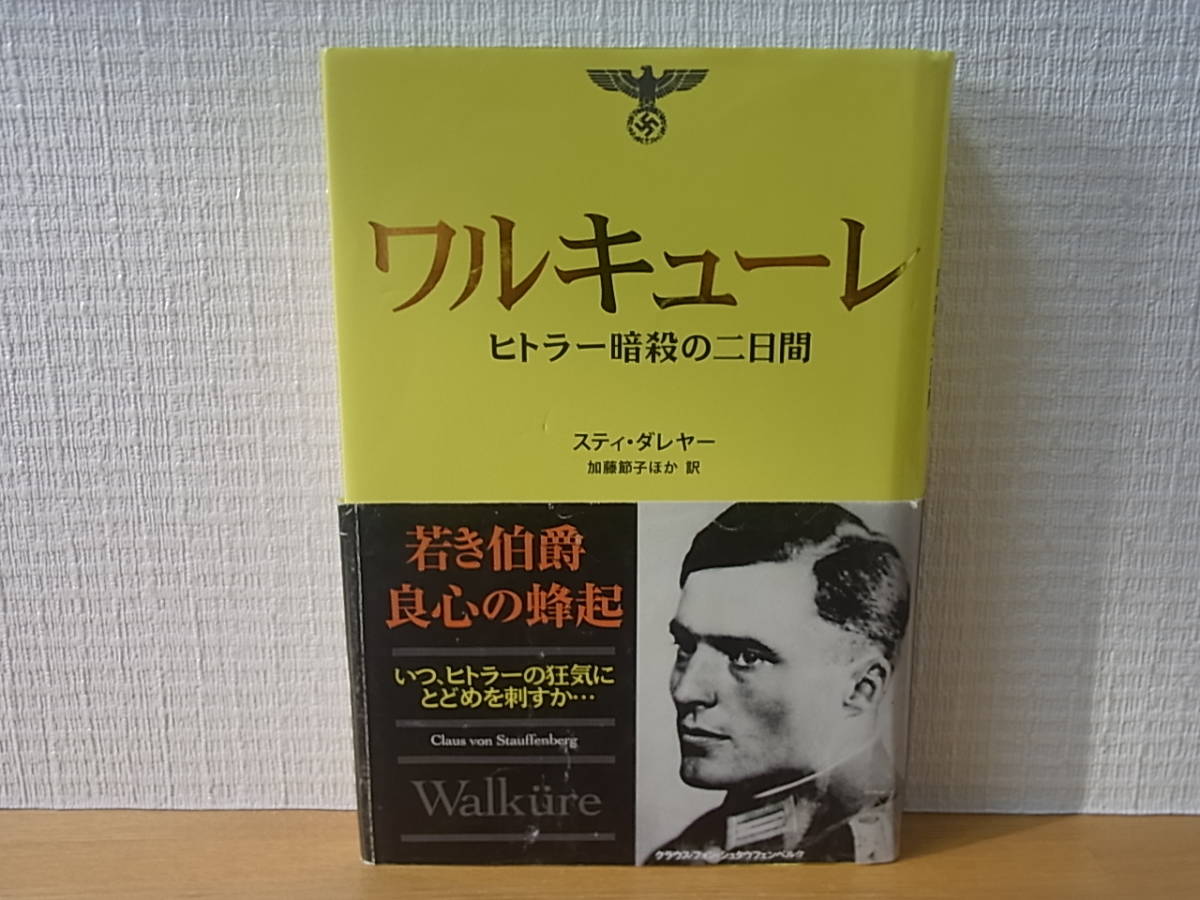 ワルキューレ
ヒトラー暗殺の二日間
スティ・ダレヤー
加藤節子ほか 訳
若き伯爵
良心の蜂起
いつ、ヒトラーの狂気に
とどめを刺すか…
Claus von Stauffenberg
Walküre
クラウス・フォン・シュタウフェンベルク